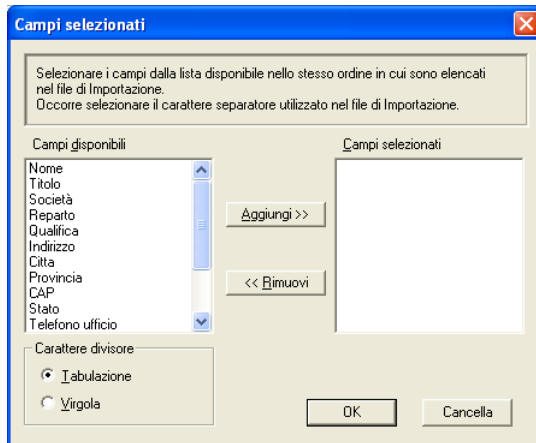 Campi selezionati
Selezionare i campi dalla lista disponibile nello stesso ordine in cui sono elencati
nel file di Importazione.
Occorre selezionare il carattere separatore utilizzato nel file di Importazione.
Campi disponibili
Campi selezionati
Nome
Titolo
Società
Reparto
Qualifica
Indirizzo
Citta
Provincia
CAP
Stato
Telefono ufficio
Aggiungi >>
<< Rimuovi
Carattere divisore
Tabulazione
Virgola
OK
Cancella